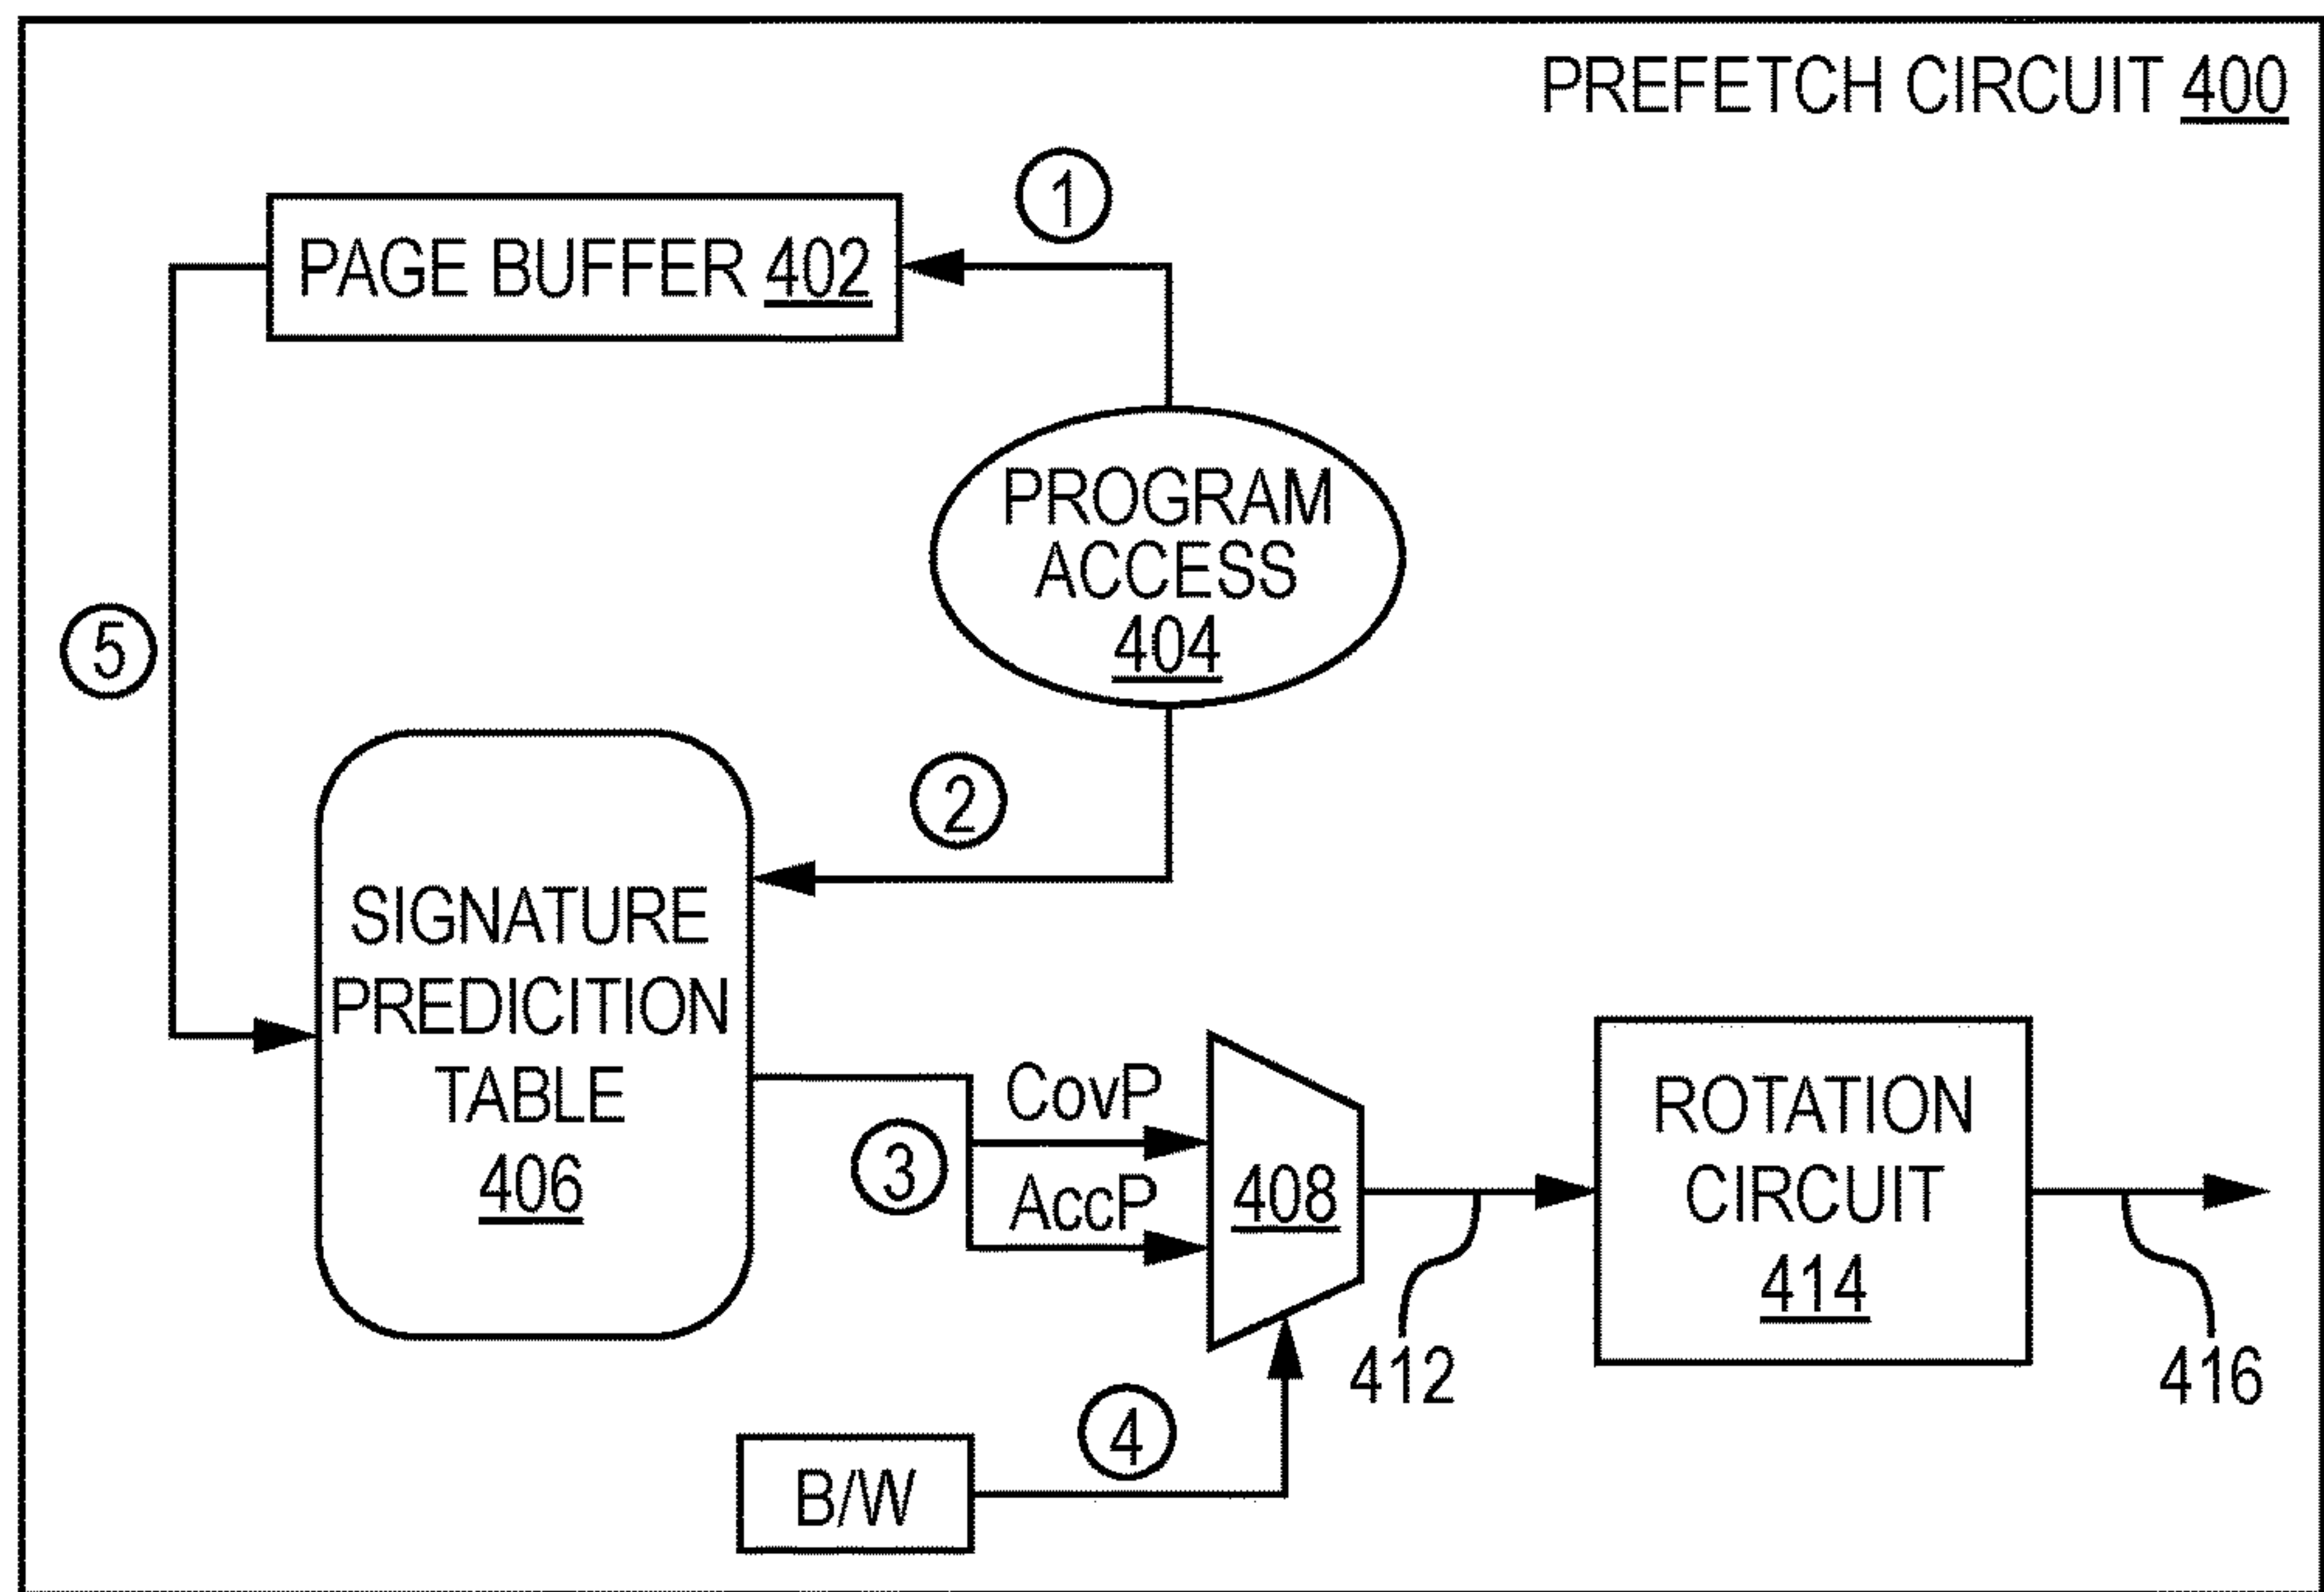 PREFETCH CIRCUIT 400
1
PAGE BUFFER 402
PROGRAM
ACCESS
404
5
2
SIGNATURE
PREDICITION
TABLE
406
3
CovP
AccP
408
412
ROTATION
CIRCUIT
414
416
4
B/W